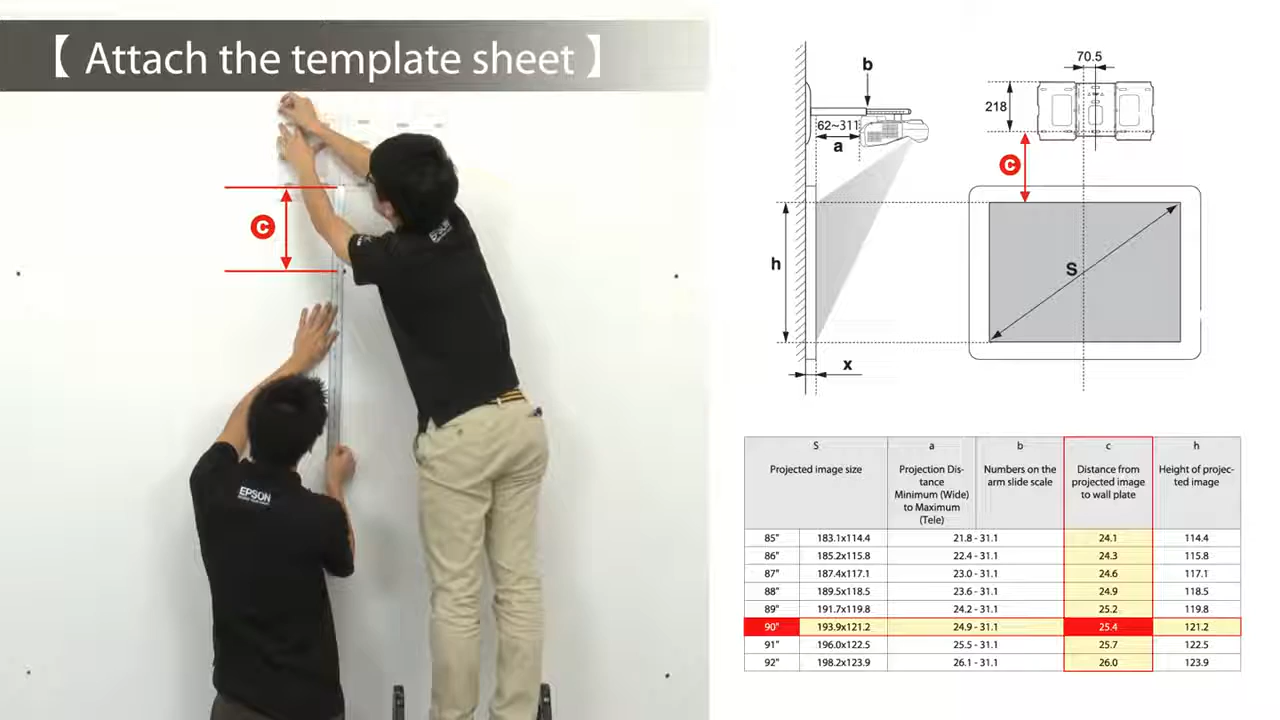 【 Attach the template sheet 】
C
EPSON
EPSON
b
62~311
a
h
x
70.5
218
C
S
S a b c h
Projected image size Projection Dis- Numbers on the Distance from Height of projec-
tance arm slide scale projected image ted image
Minimum (Wide) to wall plate
to Maximum
(Tele)
85" 183.1x114.4 21.8 - 31.1 24.1 114.4
86" 185.2x115.8 22.4 - 31.1 24.3 115.8
87" 187.4x117.1 23.0 - 31.1 24.6 117.1
88" 189.5x118.5 23.6 - 31.1 24.9 118.5
89" 191.7x119.8 24.2 - 31.1 25.2 119.8
90" 193.9x121.2 24.9 - 31.1 25.4 121.2
91" 196.0x122.5 25.5 - 31.1 25.7 122.5
92" 198.2x123.9 26.1 - 31.1 26.0 123.9